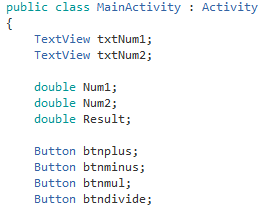 public class MainActivity : Activity
{
TextView txtNum1;
TextView txtNum2;
double Num1;
double Num2;
double Result;
Button btnplus;
Button btnminus;
Button btnmul;
Button btndivide;